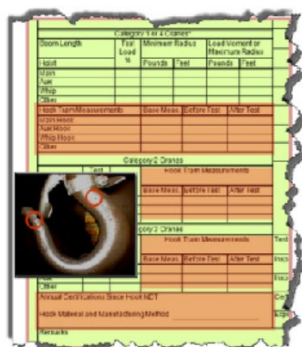 Category 1 or 4 Cranes*
Boom Length Test Load % Minimum Radius Load Moment or Maximum Radius
Hoist Pounds Feet Pounds Feet
Main
Aux
Whip
Other
Hook Tram Measurements Base Meas. Before Test After Test
Main Hook
Aux Hook
Whip Hook
Other
Category 2 Cranes
Test Hook Tram Measurements
Base Meas. Before Test After Test
Category 3 Cranes
Hook Tram Measurements Test
Base Meas. Before Test After Test
Annual Certifications Since Hook NDT
Hook Material and Manufacturing Method
Remarks